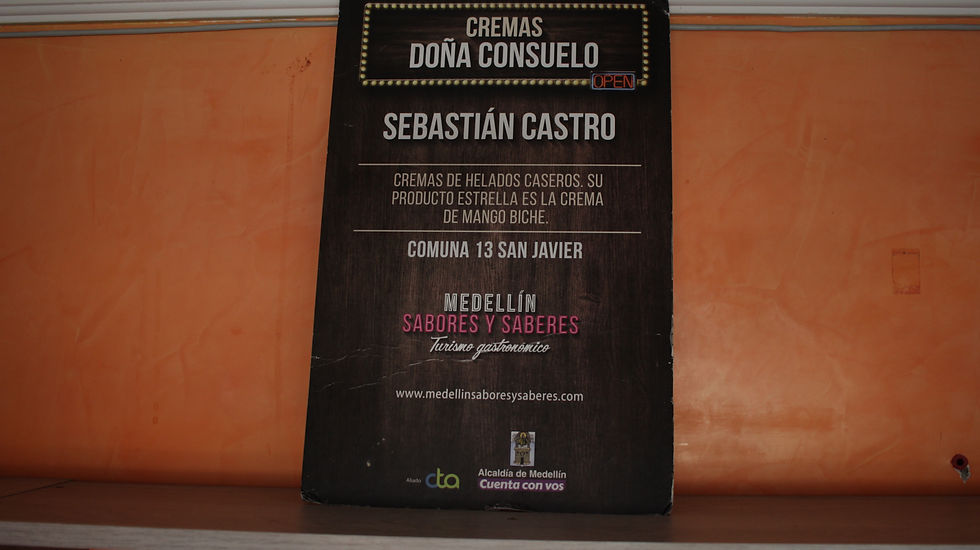 CREMAS
DOÑA CONSUELO
OPEN
SEBASTIÁN CASTRO
CREMAS DE HELADOS CASEROS. SU
PRODUCTO ESTRELLA ES LA CREMA
DE MANGO BICHE.
COMUNA 13 SAN JAVIER
MEDELLÍN
SABORES Y SABERES
Turismo gastronómico
www.medellinsaboresysaberes.com
Aliado cta
Alcaldía de Medellín
Cuenta con vos